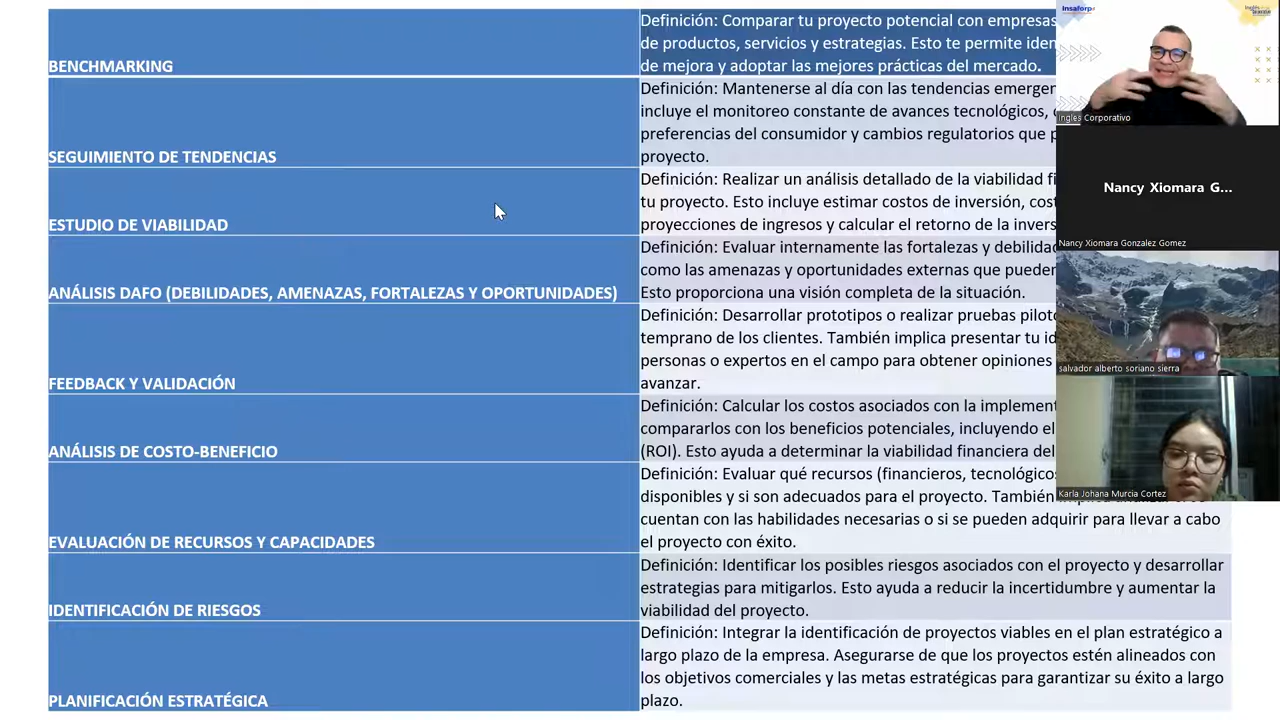 BENCHMARKING
Definición: Comparar tu proyecto potencial con empresas
de productos, servicios y estrategias. Esto te permite iden
de mejora y adoptar las mejores prácticas del mercado.
SEGUIMIENTO DE TENDENCIAS
Definición: Mantenerse al día con las tendencias emergen
incluye el monitoreo constante de avances tecnológicos,
preferencias del consumidor y cambios regulatorios que p
proyecto.
ESTUDIO DE VIABILIDAD
Definición: Realizar un análisis detallado de la viabilidad fi
tu proyecto. Esto incluye estimar costos de inversión, cost
proyecciones de ingresos y calcular el retorno de la invers
ANÁLISIS DAFO (DEBILIDADES, AMENAZAS, FORTALEZAS Y OPORTUNIDADES)
Definición: Evaluar internamente las fortalezas y debilidad
como las amenazas y oportunidades externas que pueden
Esto proporciona una visión completa de la situación.
FEEDBACK Y VALIDACIÓN
Definición: Desarrollar prototipos o realizar pruebas piloto
temprano de los clientes. También implica presentar tu id
personas o expertos en el campo para obtener opiniones
avanzar.
ANÁLISIS DE COSTO-BENEFICIO
Definición: Calcular los costos asociados con la implement
compararlos con los beneficios potenciales, incluyendo el
(ROI). Esto ayuda a determinar la viabilidad financiera del
EVALUACIÓN DE RECURSOS Y CAPACIDADES
Definición: Evaluar qué recursos (financieros, tecnológicos
disponibles y si son adecuados para el proyecto. También
cuentan con las habilidades necesarias o si se pueden adquirir para llevar a cabo
el proyecto con éxito.
IDENTIFICACIÓN DE RIESGOS
Definición: Identificar los posibles riesgos asociados con el proyecto y desarrollar
estrategias para mitigarlos. Esto ayuda a reducir la incertidumbre y aumentar la
viabilidad del proyecto.
PLANIFICACIÓN ESTRATÉGICA
Definición: Integrar la identificación de proyectos viables en el plan estratégico a
largo plazo de la empresa. Asegurarse de que los proyectos estén alineados con
los objetivos comerciales y las metas estratégicas para garantizar su éxito a largo
plazo.
insaforp
Inglés Corporativo
Nancy Xiomara G...
Nancy Xiomara Gonzalez Gomez
salvador alberto soriano sierra
Karla Johana Murcia Cortez